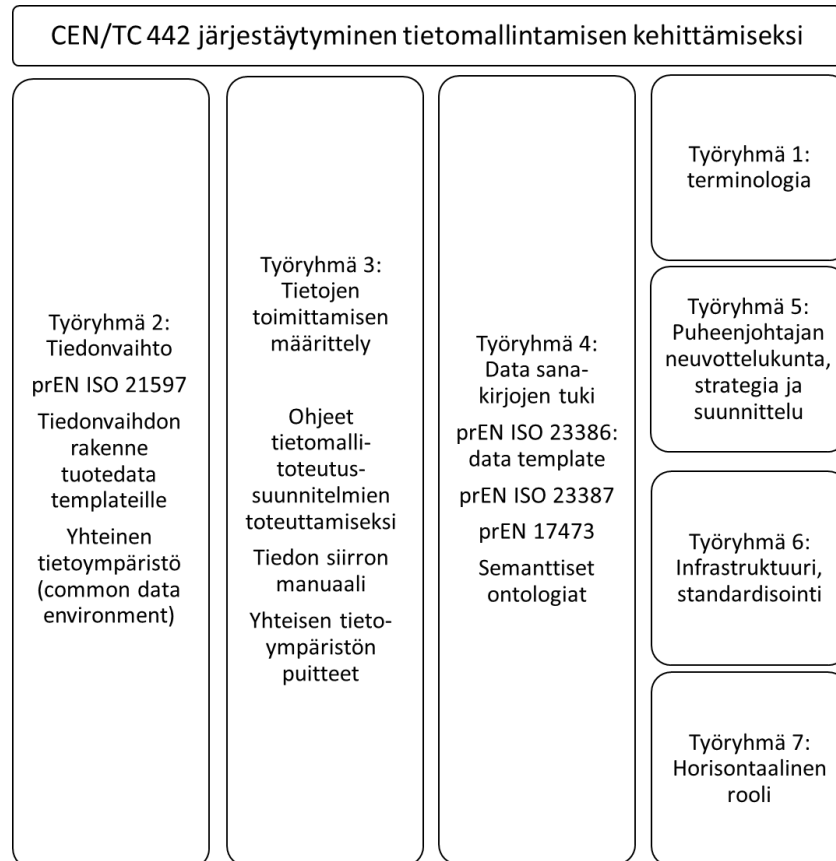 CEN/TC 442 järjestäytyminen tietomallintamisen kehittämiseksi
Työryhmä 2:
Tiedonvaihto
prEN ISO 21597
Tiedonvaihdon
rakenne
tuotedata
templateille
Yhteinen
tietoympäristö
(common data
environment)
Työryhmä 3:
Tietojen
toimittamisen
määrittely
Ohjeet
tietomalli-
toteutus-
suunnitelmien
toteuttamiseksi
Tiedon siirron
manuaali
Yhteisen tieto-
ympäristön
puitteet
Työryhmä 4:
Data sana-
kirjojen tuki
prEN ISO 23386:
data template
prEN ISO 23387
prEN 17473
Semanttiset
ontologiat
Työryhmä 1:
terminologia
Työryhmä 5:
Puheenjohtajan
neuvottelukunta,
strategia ja
suunnittelu
Työryhmä 6:
Infrastruktuuri,
standardisointi
Työryhmä 7:
Horisontaalinen
rooli